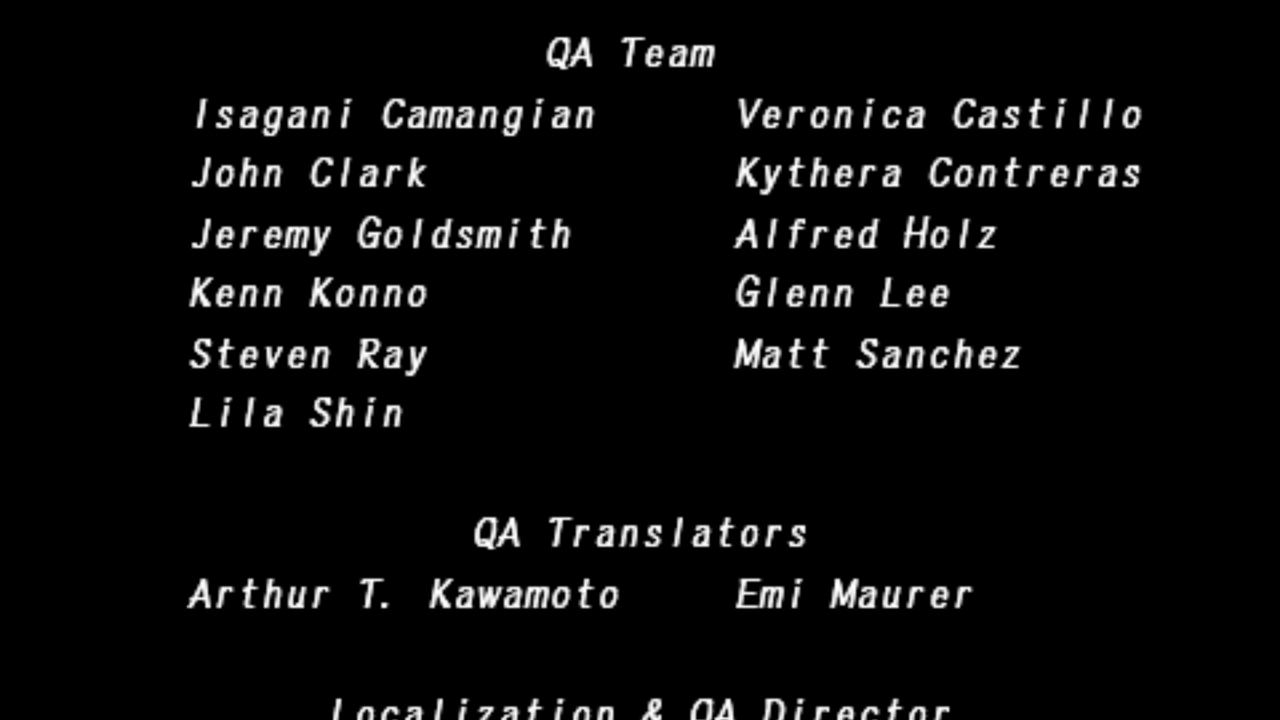 QA Team
Isagani Camangian Veronica Castillo
John Clark Kythera Contreras
Jeremy Goldsmith Alfred Holz
Kenn Konno Glenn Lee
Steven Ray Matt Sanchez
Lila Shin
QA Translators
Arthur T. Kawamoto Emi Maurer
Localization & QA Director